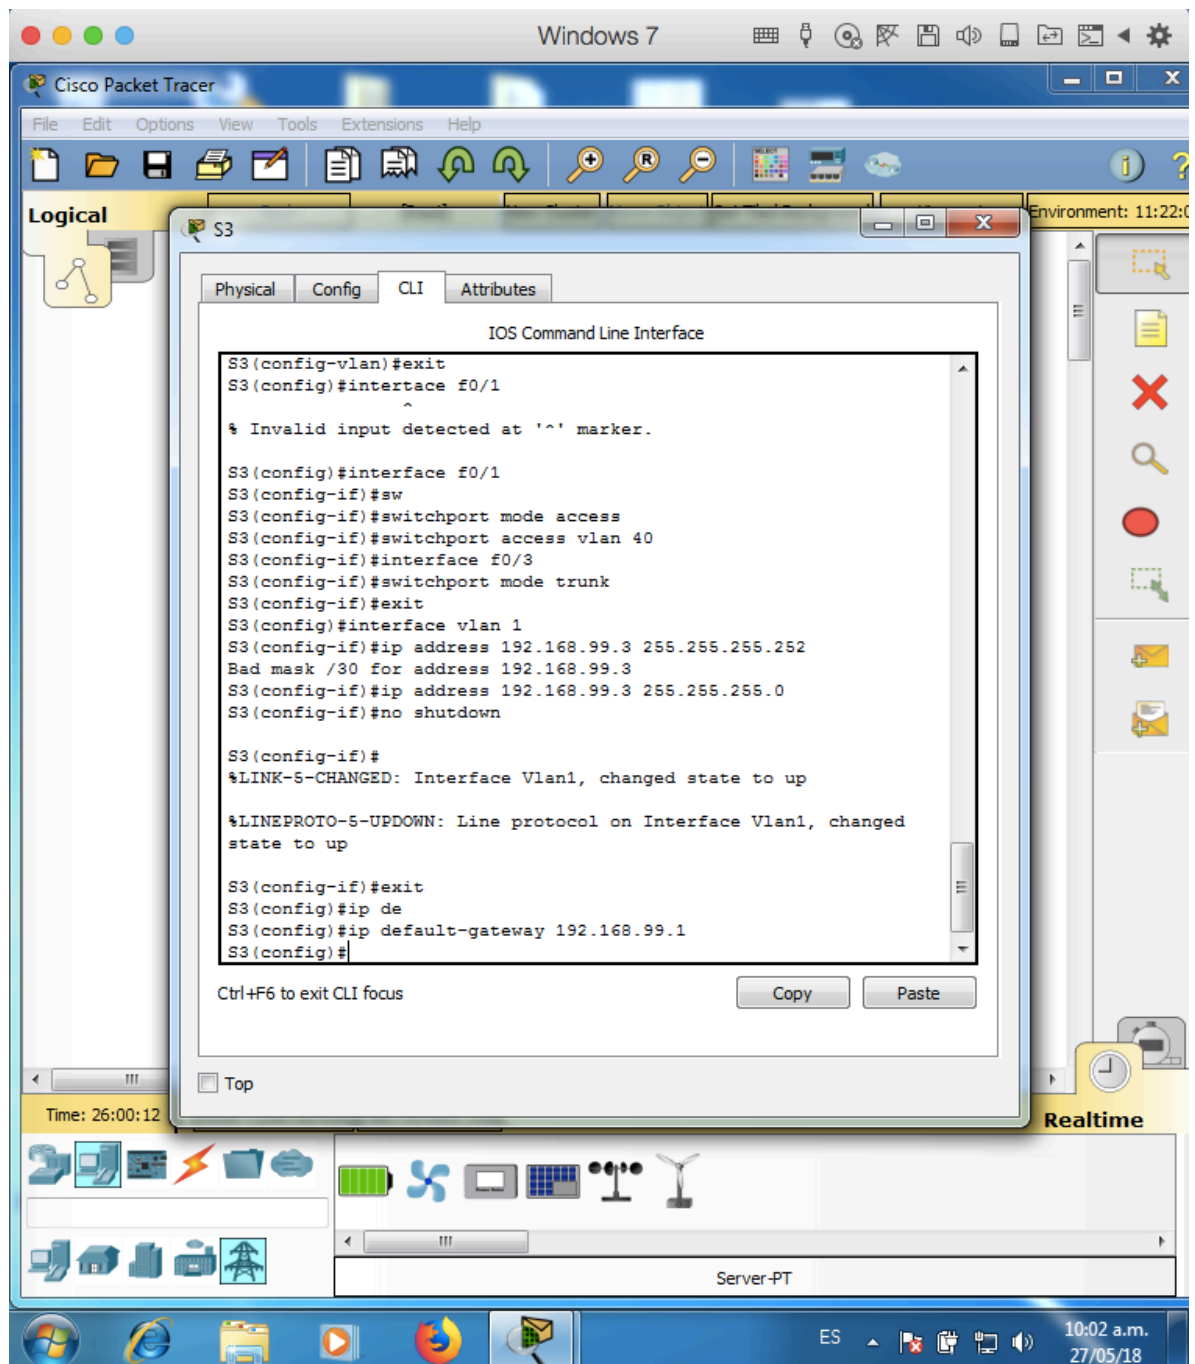 Windows 7
Cisco Packet Tracer
File Edit Options View Tools Extensions Help
Logical
Environment: 11:22:0
S3
Physical Config CLI Attributes
IOS Command Line Interface
S3(config-vlan)#exit
S3(config)#intertace f0/1
^
% Invalid input detected at '^' marker.
S3(config)#interface f0/1
S3(config-if)#sw
S3(config-if)#switchport mode access
S3(config-if)#switchport access vlan 40
S3(config-if)#interface f0/3
S3(config-if)#switchport mode trunk
S3(config-if)#exit
S3(config)#interface vlan 1
S3(config-if)#ip address 192.168.99.3 255.255.255.252
Bad mask /30 for address 192.168.99.3
S3(config-if)#ip address 192.168.99.3 255.255.255.0
S3(config-if)#no shutdown
S3(config-if)#
%LINK-5-CHANGED: Interface Vlan1, changed state to up
%LINEPROTO-5-UPDOWN: Line protocol on Interface Vlan1, changed
state to up
S3(config-if)#exit
S3(config)#ip de
S3(config)#ip default-gateway 192.168.99.1
S3(config)#
Ctrl+F6 to exit CLI focus
Copy
Paste
Top
Time: 26:00:12
Realtime
Server-PT
ES
10:02 a.m.
27/05/18